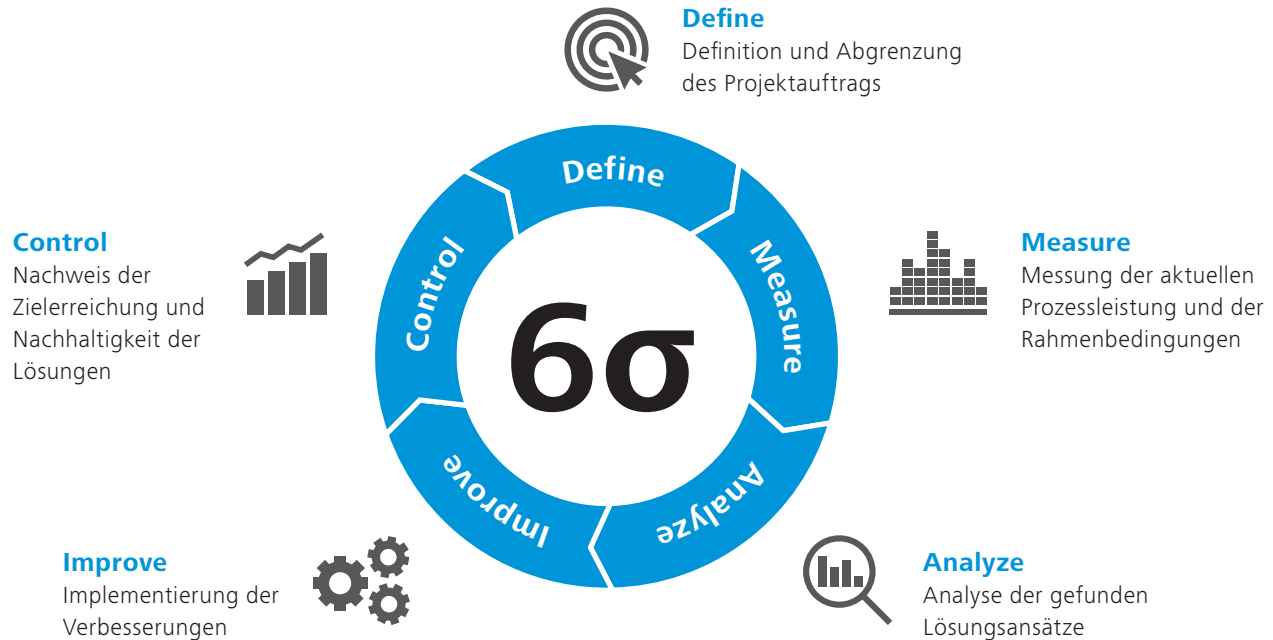 Define
Definition und Abgrenzung
des Projektauftrags
Define
Measure
Analyze
Improve
Control
6σ
Measure
Messung der aktuellen
Prozessleistung und der
Rahmenbedingungen
Analyze
Analyse der gefunden
Lösungsansätze
Improve
Implementierung der
Verbesserungen
Control
Nachweis der
Zielerreichung und
Nachhaltigkeit der
Lösungen